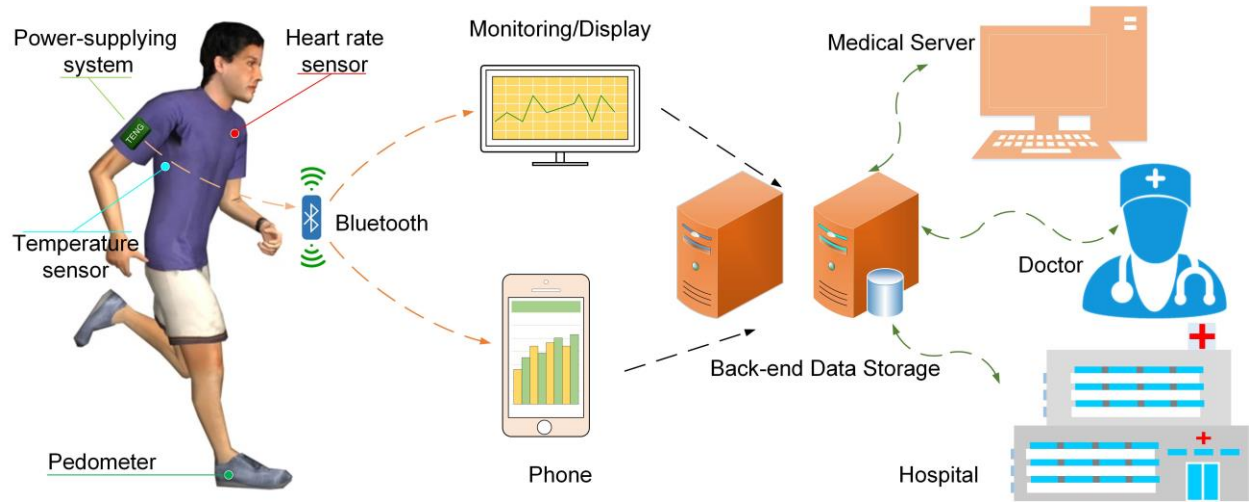 Power-supplying
system
Heart rate
sensor
TENG
Temperature
sensor
Pedometer
Bluetooth
Monitoring/Display
Phone
Back-end Data Storage
Medical Server
Doctor
Hospital